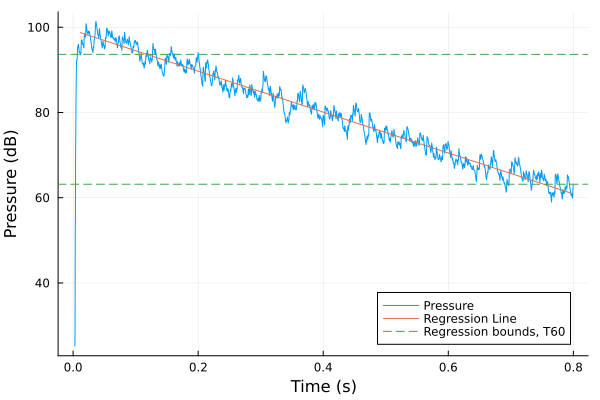 Pressure (dB)
100
80
60
40
0.0
0.2
0.4
0.6
0.8
Time (s)
Pressure
Regression Line
Regression bounds, T60